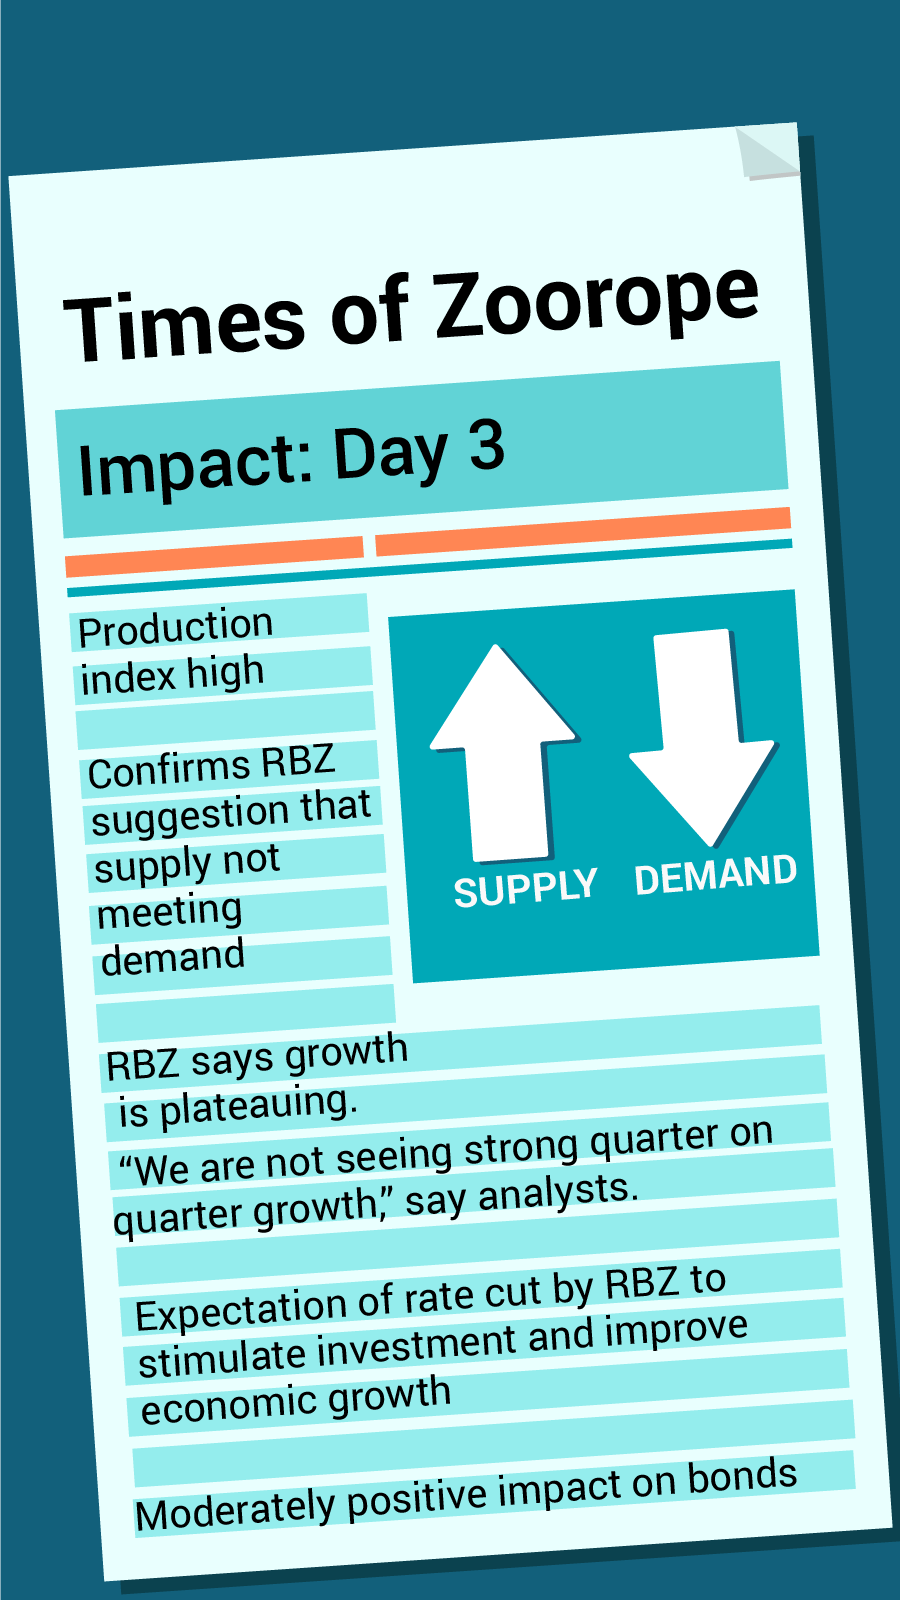 Times of Zoorope
Impact: Day 3
Production
index high
Confirms RBZ
suggestion that
supply not
meeting
demand
SUPPLY
DEMAND
RBZ says growth
is plateauing.
“We are not seeing strong quarter on
quarter growth,” say analysts.
Expectation of rate cut by RBZ to
stimulate investment and improve
economic growth
Moderately positive impact on bonds